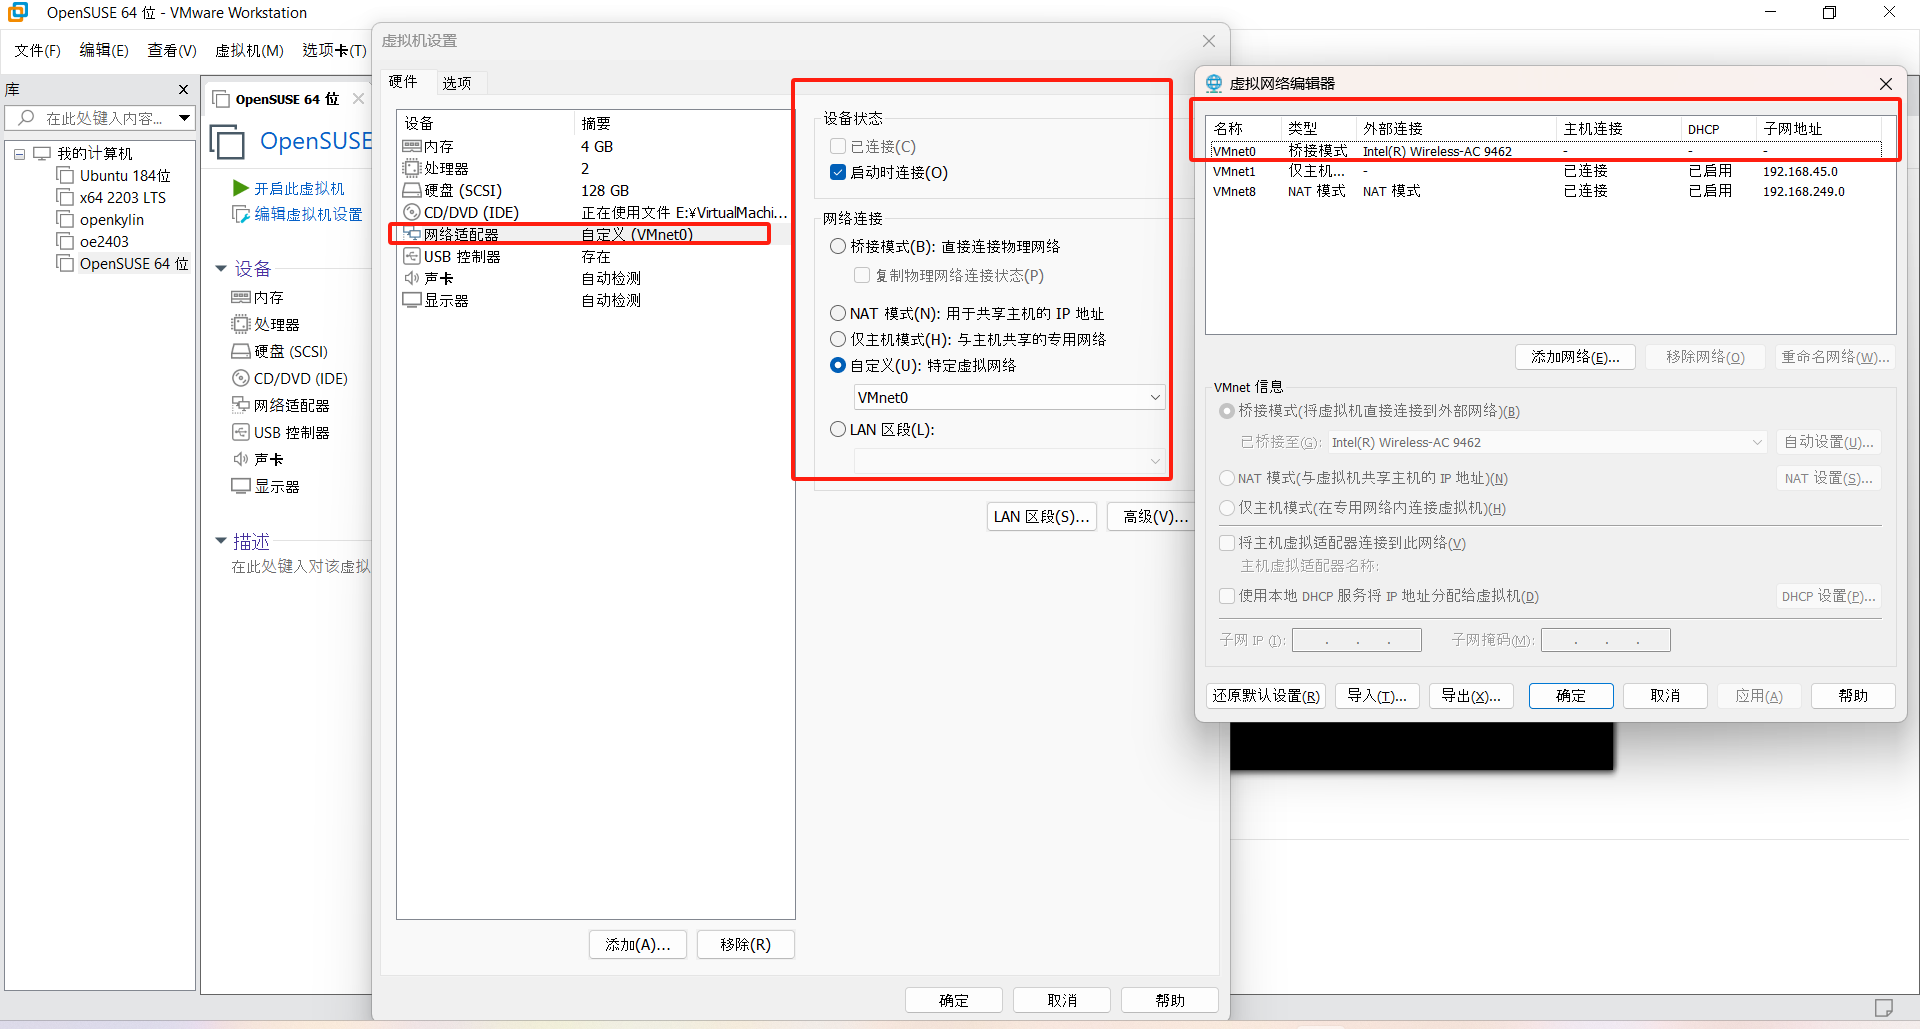 OpenSUSE 64 位 - VMware Workstation
文件(F) 编辑(E) 查看(V) 虚拟机(M) 选项卡(T)
库
在此处键入内容...
我的计算机
Ubuntu 184位
x64 2203 LTS
openkylin
oe2403
OpenSUSE 64 位
OpenSUSE 64 位
OpenSUSE
开启此虚拟机
编辑虚拟机设置
设备
内存
处理器
硬盘 (SCSI)
CD/DVD (IDE)
网络适配器
USB 控制器
声卡
显示器
描述
在此处键入对该虚拟
虚拟机设置
硬件 选项
设备 摘要
内存 4 GB
处理器 2
硬盘 (SCSI) 128 GB
CD/DVD (IDE) 正在使用文件 E:¥VirtualMachi...
网络适配器 自定义 (VMnet0)
USB 控制器 存在
声卡 自动检测
显示器 自动检测
添加(A)... 移除(R)
设备状态
已连接(C)
启动时连接(O)
网络连接
桥接模式(B): 直接连接物理网络
复制物理网络连接状态(P)
NAT 模式(N): 用于共享主机的 IP 地址
仅主机模式(H): 与主机共享的专用网络
自定义(U): 特定虚拟网络
VMnet0
LAN 区段(L):
LAN 区段(S)... 高级(V)...
确定 取消 帮助
虚拟网络编辑器
名称 类型 外部连接 主机连接 DHCP 子网地址
VMnet0 桥接模式 Intel(R) Wireless-AC 9462 - - -
VMnet1 仅主机... - 已连接 已启用 192.168.45.0
VMnet8 NAT 模式 NAT 模式 已连接 已启用 192.168.249.0
添加网络(E)... 移除网络(O) 重命名网络(W)...
VMnet 信息
桥接模式(将虚拟机直接连接到外部网络)(B)
已桥接至(G): Intel(R) Wireless-AC 9462 自动设置(U)...
NAT 模式(与虚拟机共享主机的 IP 地址)(N) NAT 设置(S)...
仅主机模式(在专用网络内连接虚拟机)(H)
将主机虚拟适配器连接到此网络(V)
主机虚拟适配器名称:
使用本地 DHCP 服务将 IP 地址分配给虚拟机(D) DHCP 设置(P)...
子网 IP (I): . . . 子网掩码(M): . . .
还原默认设置(R) 导入(T)... 导出(X)... 确定 取消 应用(A) 帮助